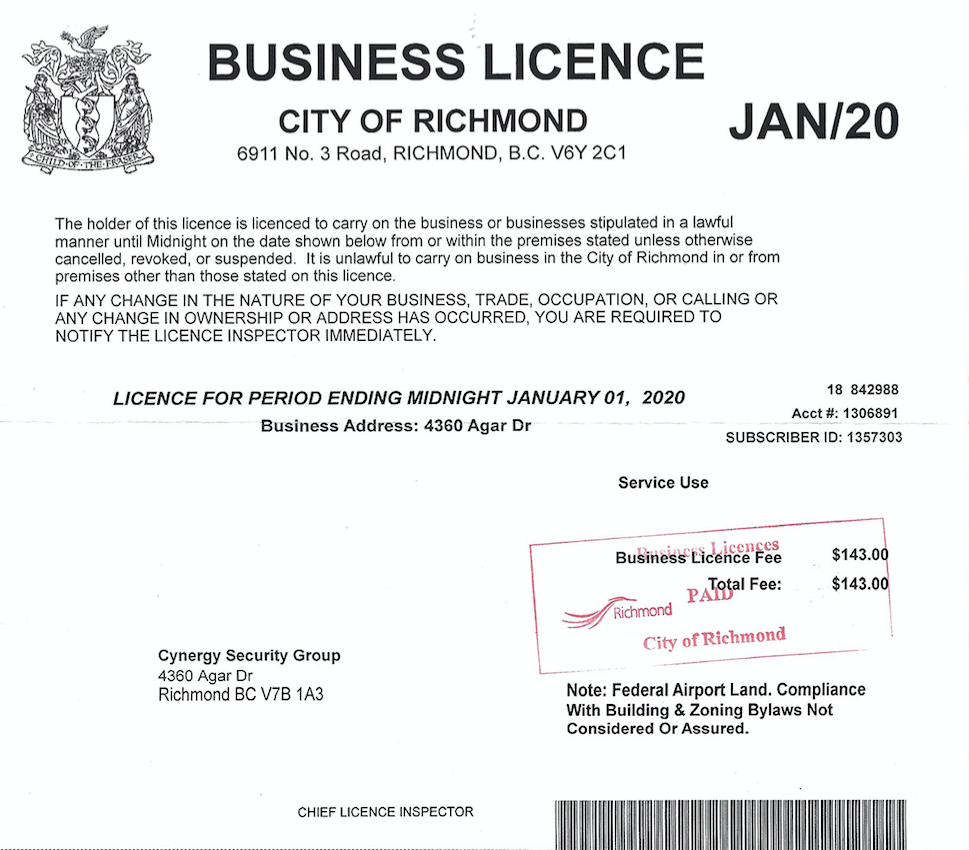 BUSINESS LICENCE
CITY OF RICHMOND
6911 No. 3 Road, RICHMOND, B.C. V6Y 2C1
JAN/20
CHILD·OF·THE·FRASER
The holder of this licence is licenced to carry on the business or businesses stipulated in a lawful
manner until Midnight on the date shown below from or within the premises stated unless otherwise
cancelled, revoked, or suspended. It is unlawful to carry on business in the City of Richmond in or from
premises other than those stated on this licence.
IF ANY CHANGE IN THE NATURE OF YOUR BUSINESS, TRADE, OCCUPATION, OR CALLING OR
ANY CHANGE IN OWNERSHIP OR ADDRESS HAS OCCURRED, YOU ARE REQUIRED TO
NOTIFY THE LICENCE INSPECTOR IMMEDIATELY.
LICENCE FOR PERIOD ENDING MIDNIGHT JANUARY 01, 2020
Business Address: 4360 Agar Dr
18 842988
Acct #: 1306891
SUBSCRIBER ID: 1357303
Service Use
Business Licences
Business Licence Fee $143.00
Total Fee: $143.00
PAID
Richmond
City of Richmond
Cynergy Security Group
4360 Agar Dr
Richmond BC V7B 1A3
Note: Federal Airport Land. Compliance
With Building & Zoning Bylaws Not
Considered Or Assured.
CHIEF LICENCE INSPECTOR